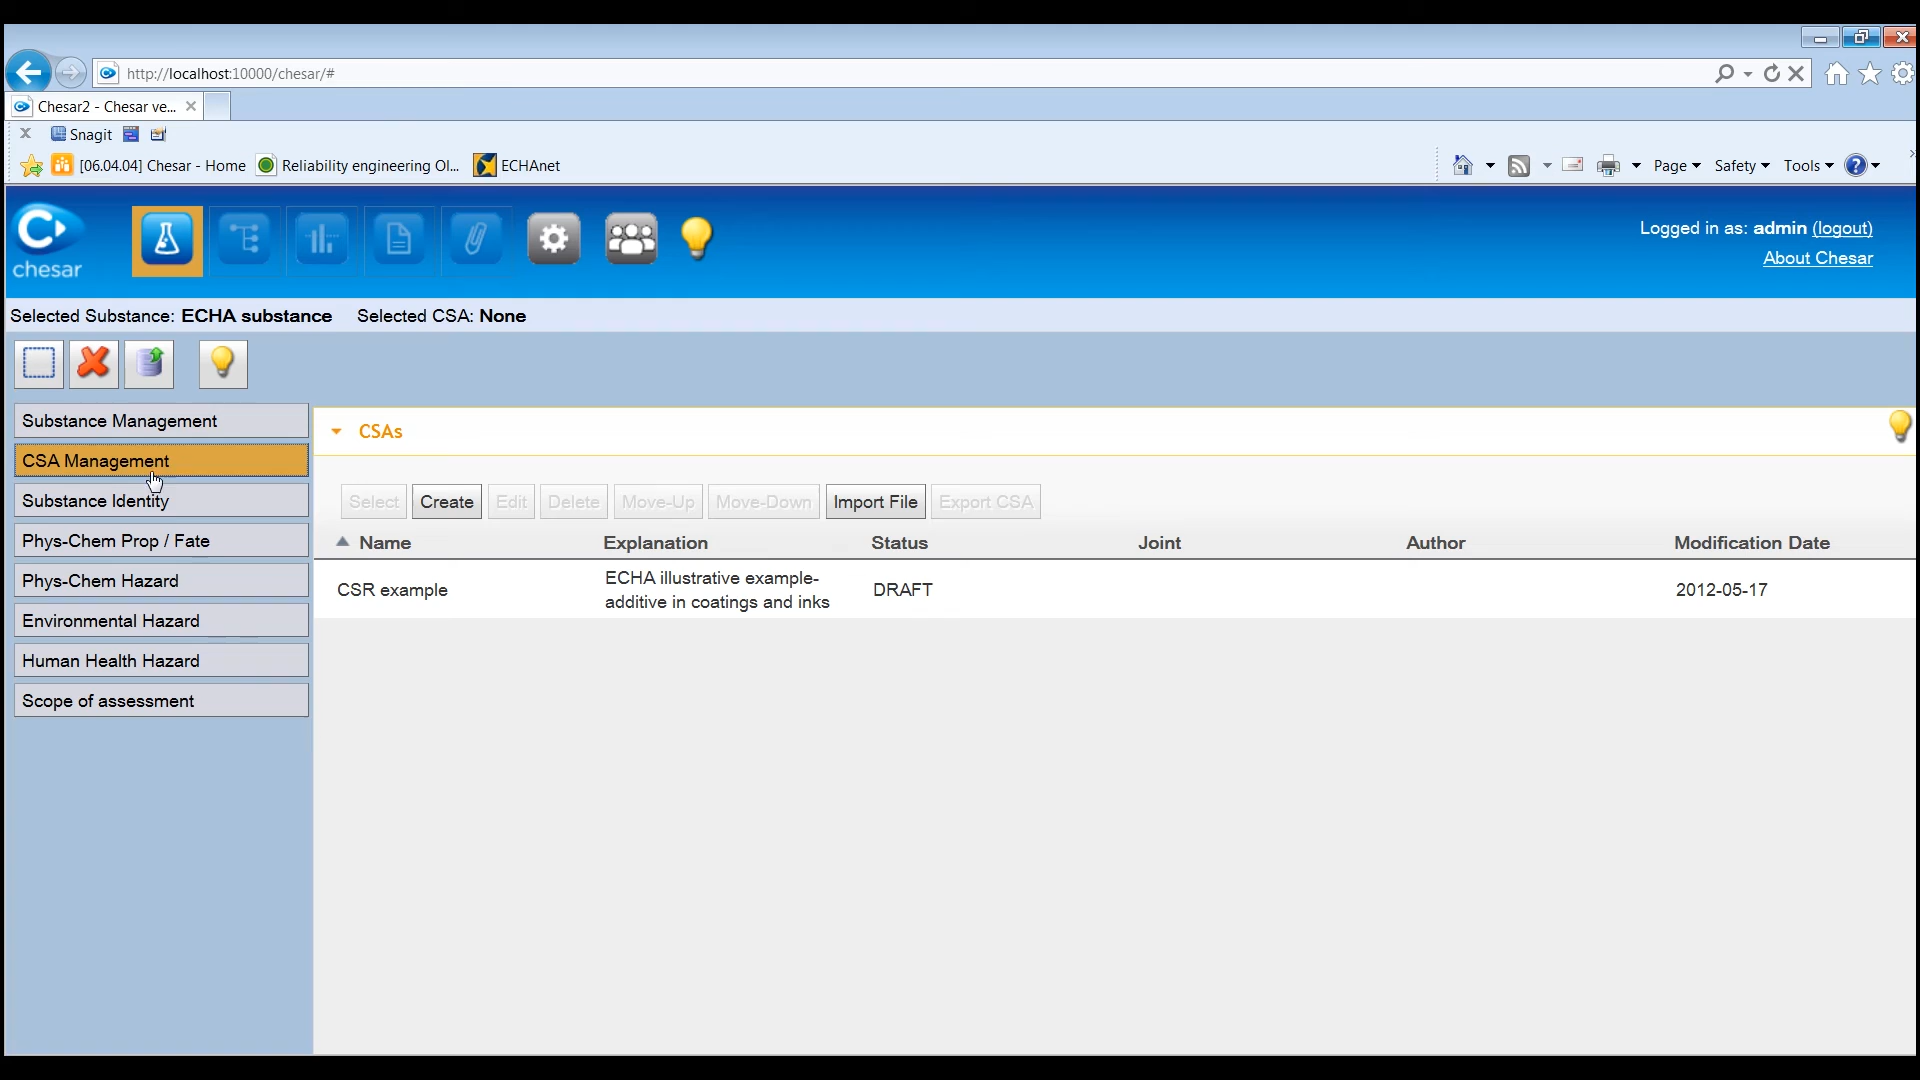 http://localhost:10000/chesar/#
Chesar2 - Chesar ve...
Snagit
[06.04.04] Chesar - Home
Reliability engineering Ol...
ECHAnet
Page
Safety
Tools
chesar
Logged in as: admin (logout)
About Chesar
Selected Substance: ECHA substance Selected CSA: None
Substance Management
CSA Management
Substance Identity
Phys-Chem Prop / Fate
Phys-Chem Hazard
Environmental Hazard
Human Health Hazard
Scope of assessment
CSAs
Select Create Edit Delete Move-Up Move-Down Import File Export CSA
Name Explanation Status Joint Author Modification Date
CSR example
ECHA illustrative example-
additive in coatings and inks
DRAFT
2012-05-17